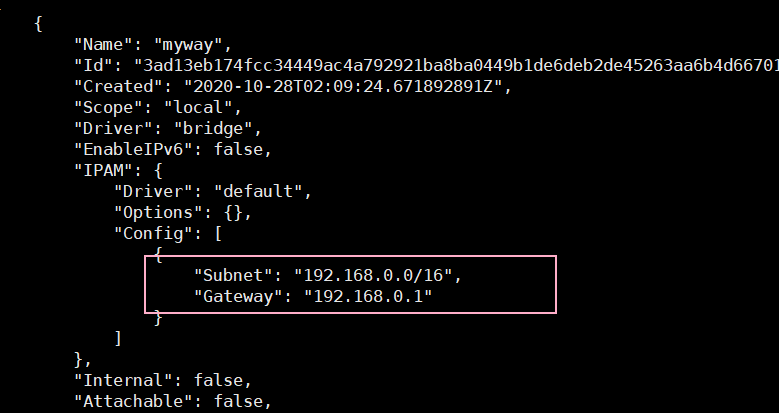 {
"Name": "myway",
"Id": "3ad13eb174fcc34449ac4a792921ba8ba0449b1de6deb2de45263aa6b4d66701
"Created": "2020-10-28T02:09:24.671892891Z",
"Scope": "local",
"Driver": "bridge",
"EnableIPv6": false,
"IPAM": {
"Driver": "default",
"Options": {},
"Config": [
{
"Subnet": "192.168.0.0/16",
"Gateway": "192.168.0.1"
}
]
},
"Internal": false,
"Attachable": false,